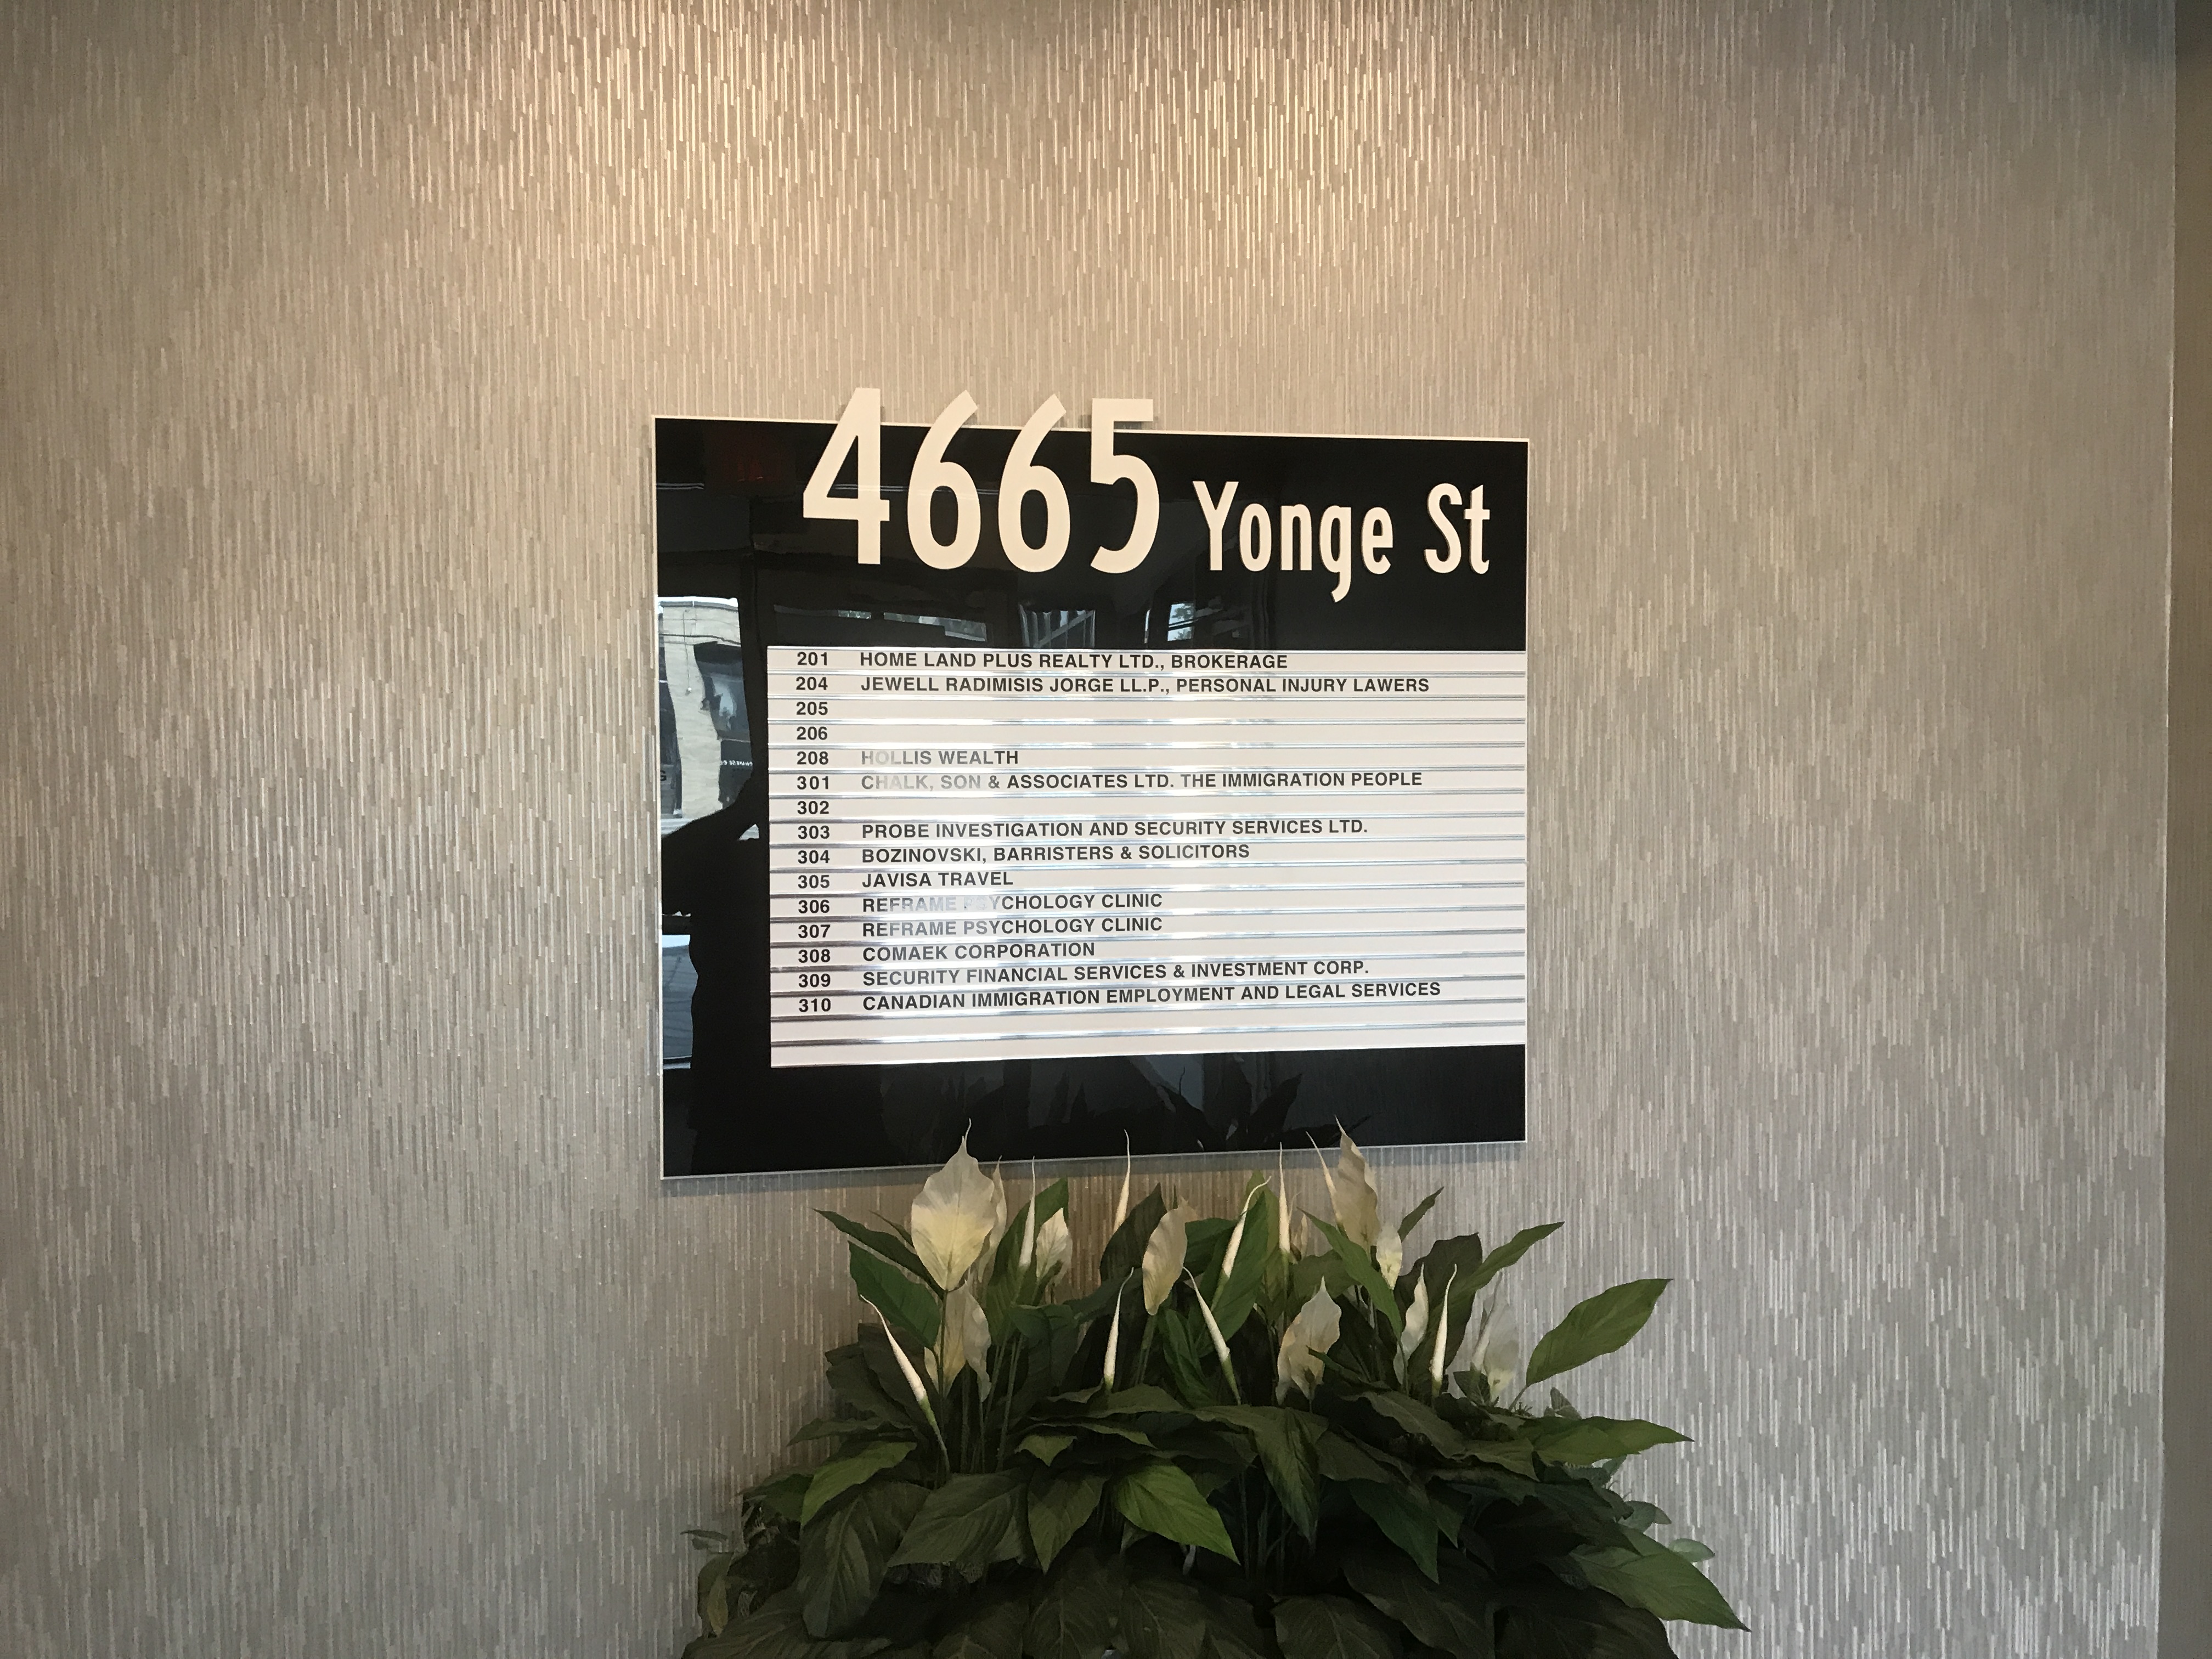 4665 Yonge St
201 HOME LAND PLUS REALTY LTD., BROKERAGE
204 JEWELL RADIMISIS JORGE LL.P., PERSONAL INJURY LAWERS
205
206
208 HOLLIS WEALTH
301 CHALK, SON & ASSOCIATES LTD. THE IMMIGRATION PEOPLE
302
303 PROBE INVESTIGATION AND SECURITY SERVICES LTD.
304 BOZINOVSKI, BARRISTERS & SOLICITORS
305 JAVISA TRAVEL
306 REFRAME PSYCHOLOGY CLINIC
307 REFRAME PSYCHOLOGY CLINIC
308 COMAEK CORPORATION
309 SECURITY FINANCIAL SERVICES & INVESTMENT CORP.
310 CANADIAN IMMIGRATION EMPLOYMENT AND LEGAL SERVICES